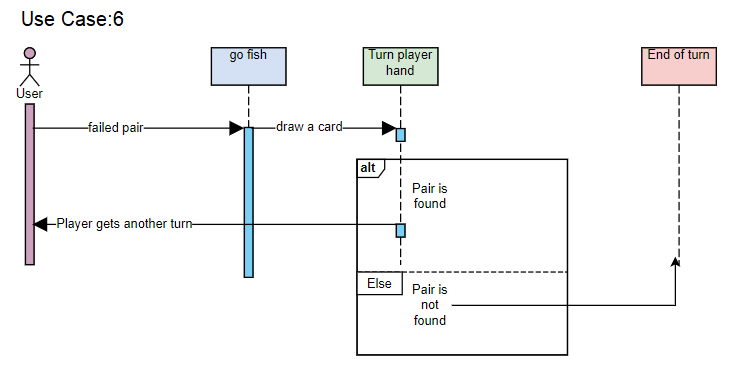 Use Case:6
go fish
Turn player
hand
End of turn
User
failed pair
draw a card
alt
Pair is
found
Player gets another turn
Else
Pair is
not
found